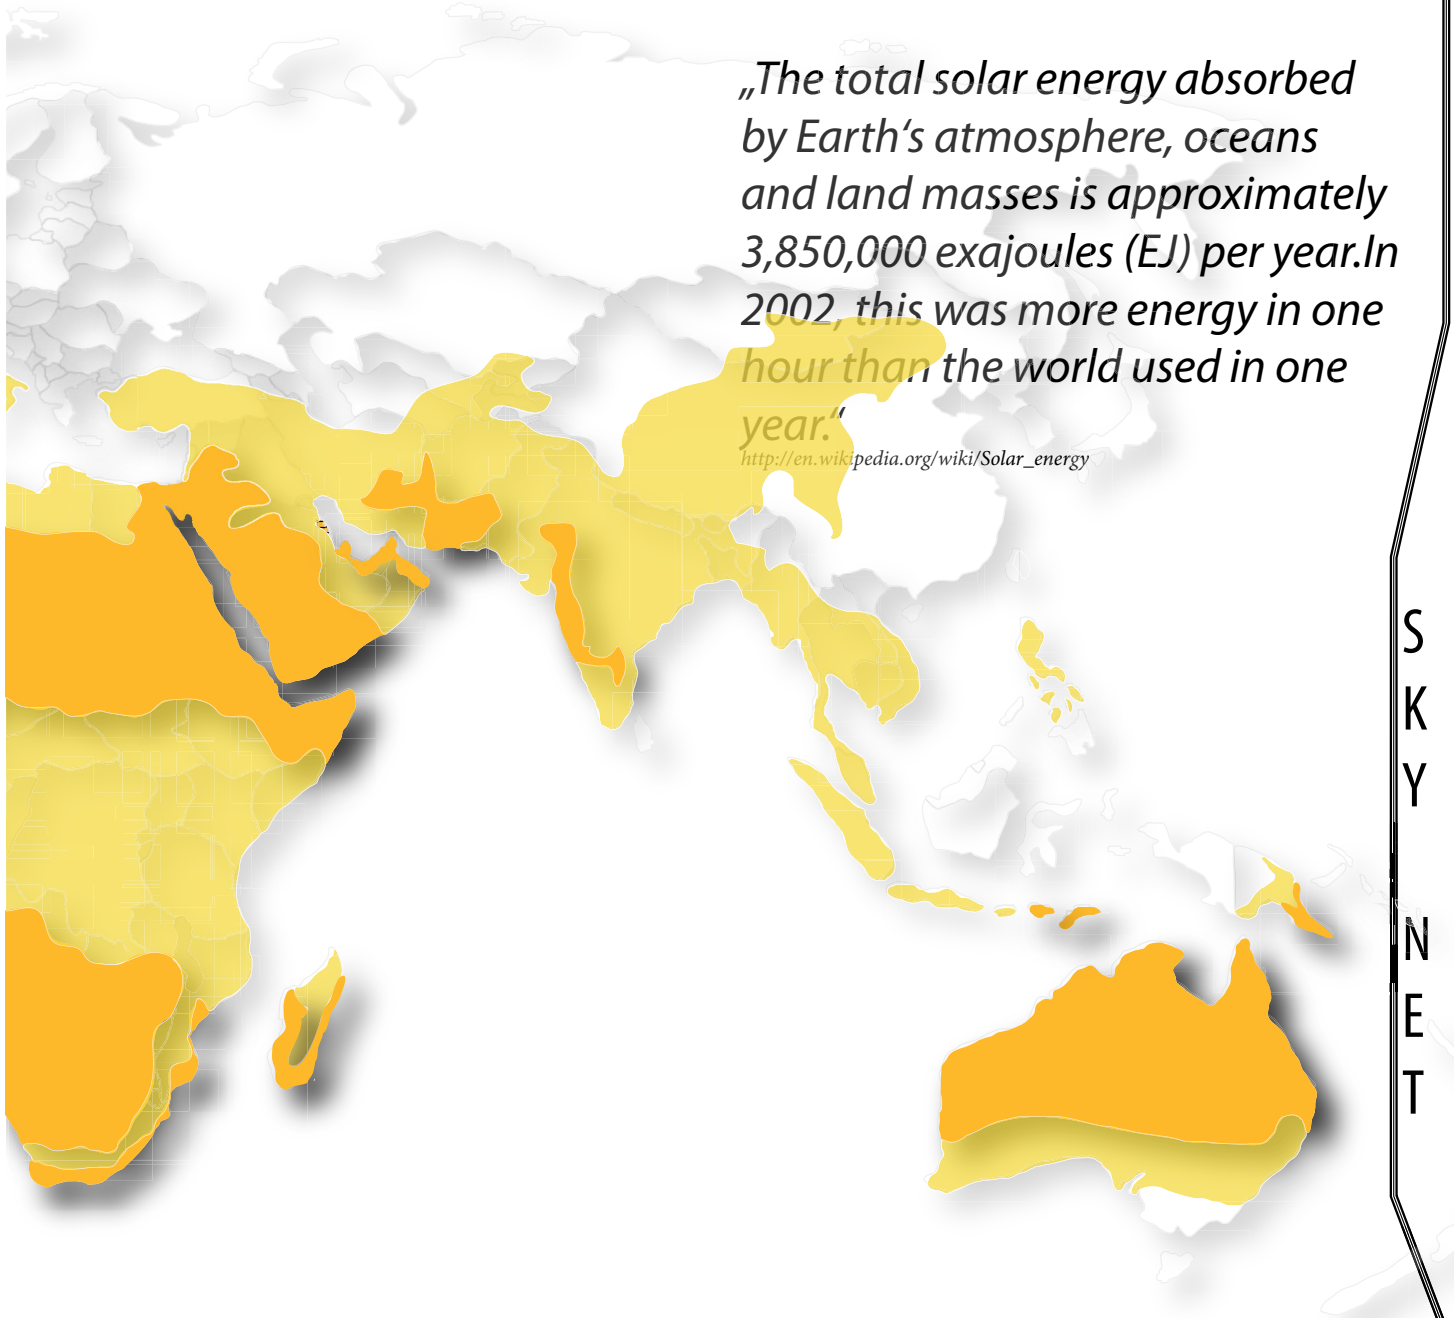 „The total solar energy absorbed
by Earth‘s atmosphere, oceans
and land masses is approximately
3,850,000 exajoules (EJ) per year.In
2002, this was more energy in one
hour than the world used in one
year.“
http://en.wikipedia.org/wiki/Solar_energy
SKY NET